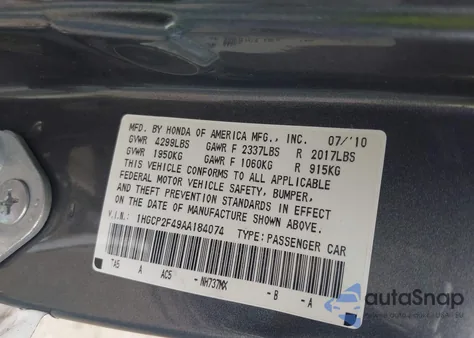 MFD. BY HONDA OF AMERICA MFG., INC. 07/'10
GVWR 4299LBS GAWR F 2337LBS R 2017LBS
GVWR 1950KG GAWR F 1060KG R 915KG
THIS VEHICLE CONFORMS TO ALL APPLICABLE
FEDERAL MOTOR VEHICLE SAFETY, BUMPER,
AND THEFT PREVENTION STANDARDS IN EFFECT
ON THE DATE OF MANUFACTURE SHOWN ABOVE.
V.I.N.: 1HGCP2F49AA184074 TYPE: PASSENGER CAR
TA5 A AC5 NH737MX - B - A
autoSnap